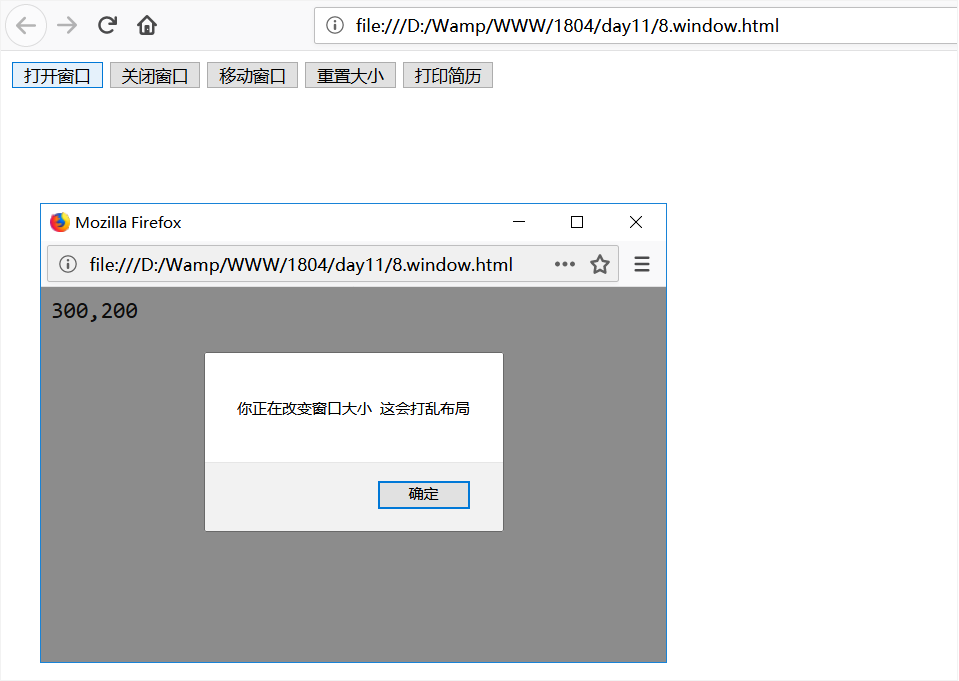 file:///D:/Wamp/WWW/1804/day11/8.window.html
打开窗口 关闭窗口 移动窗口 重置大小 打印简历
Mozilla Firefox
file:///D:/Wamp/WWW/1804/day11/8.window.html
300,200
你正在改变窗口大小 这会打乱布局
确定